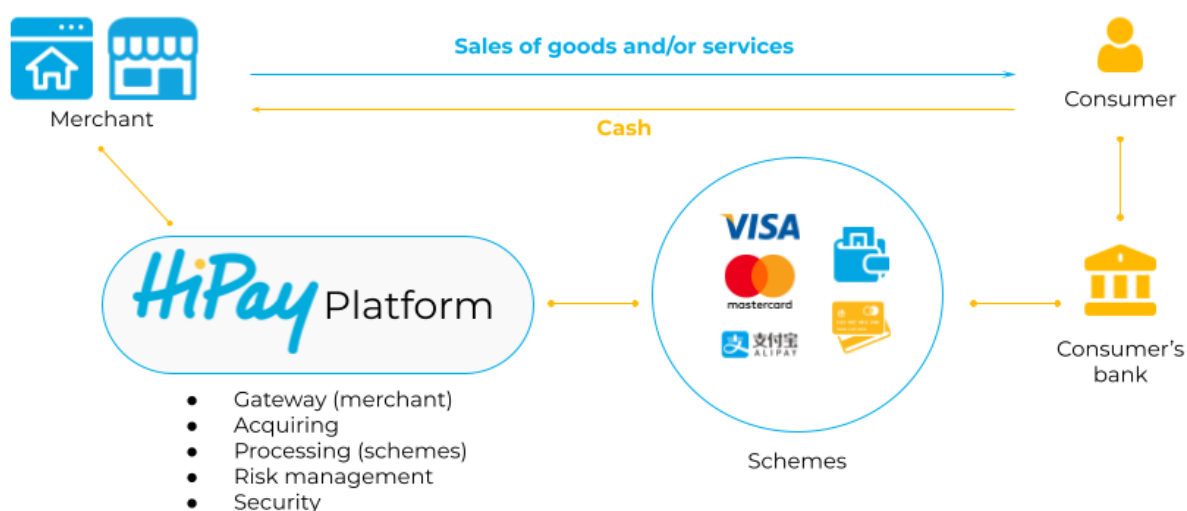 Sales of goods and/or services
Merchant
Consumer
Cash
HiPay Platform
VISA
mastercard
支付宝
ALIPAY
Consumer's
bank
Schemes
● Gateway (merchant)
● Acquiring
● Processing (schemes)
● Risk management
● Security